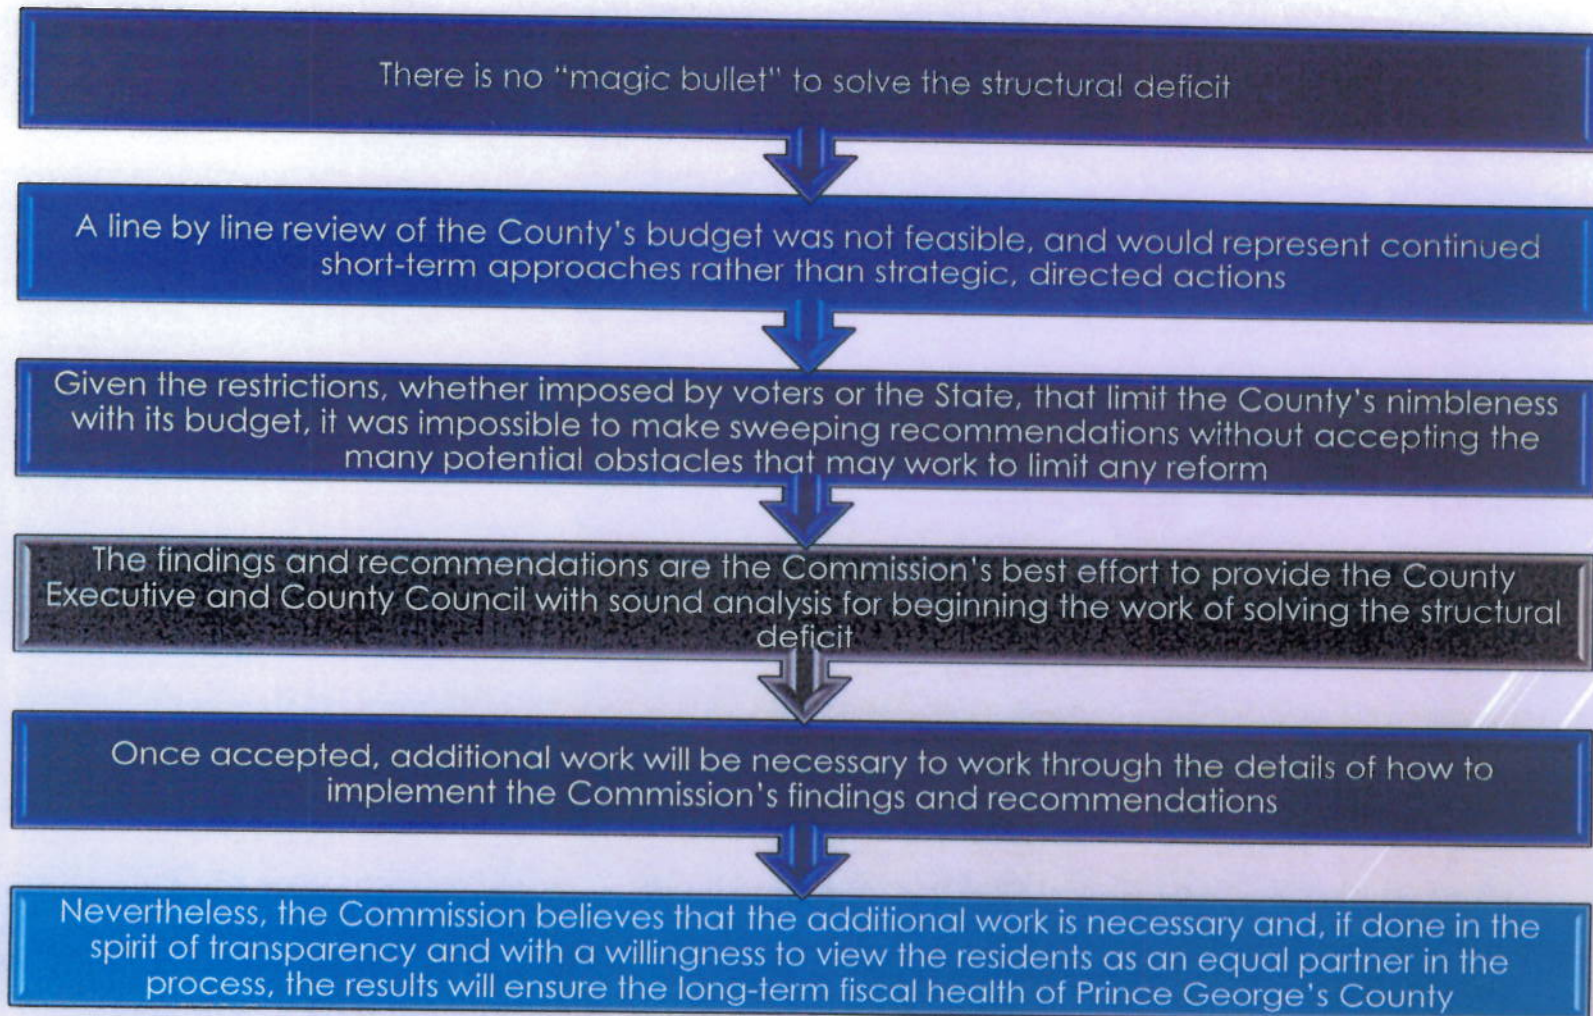 There is no "magic bullet" to solve the structural deficit
A line by line review of the County's budget was not feasible, and would represent continued
short-term approaches rather than strategic, directed actions
Given the restrictions, whether imposed by voters or the State, that limit the County's nimbleness
with its budget, it was impossible to make sweeping recommendations without accepting the
many potential obstacles that may work to limit any reform
The findings and recommendations are the Commission's best effort to provide the County
Executive and County Council with sound analysis for beginning the work of solving the structural
deficit
Once accepted, additional work will be necessary to work through the details of how to
implement the Commission's findings and recommendations
Nevertheless, the Commission believes that the additional work is necessary and, if done in the
spirit of transparency and with a willingness to view the residents as an equal partner in the
process, the results will ensure the long-term fiscal health of Prince George's County